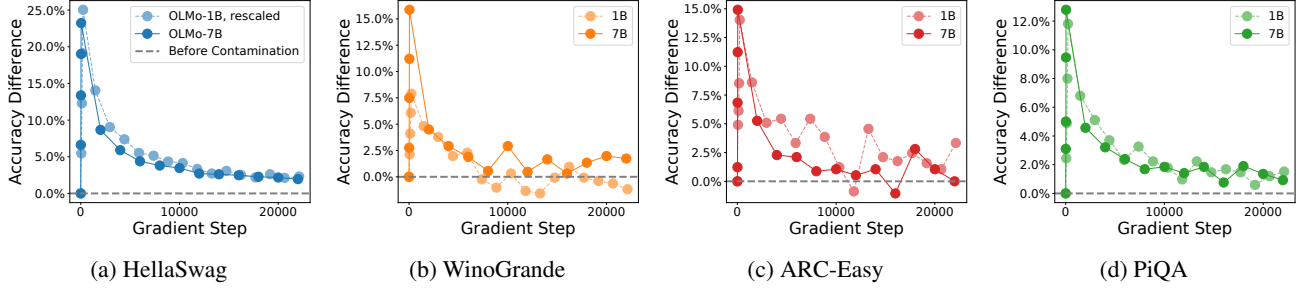 Accuracy Difference
25.0%
20.0%
15.0%
10.0%
5.0%
0.0%
0
10000
20000
Gradient Step
OLMo-1B, rescaled
OLMo-7B
Before Contamination
(a) HellaSwag
Accuracy Difference
15.0%
12.5%
10.0%
7.5%
5.0%
2.5%
0.0%
0
10000
20000
Gradient Step
1B
7B
(b) WinoGrande
Accuracy Difference
15.0%
12.5%
10.0%
7.5%
5.0%
2.5%
0.0%
0
10000
20000
Gradient Step
1B
7B
(c) ARC-Easy
Accuracy Difference
12.0%
10.0%
8.0%
6.0%
4.0%
2.0%
0.0%
0
10000
20000
Gradient Step
1B
7B
(d) PiQA